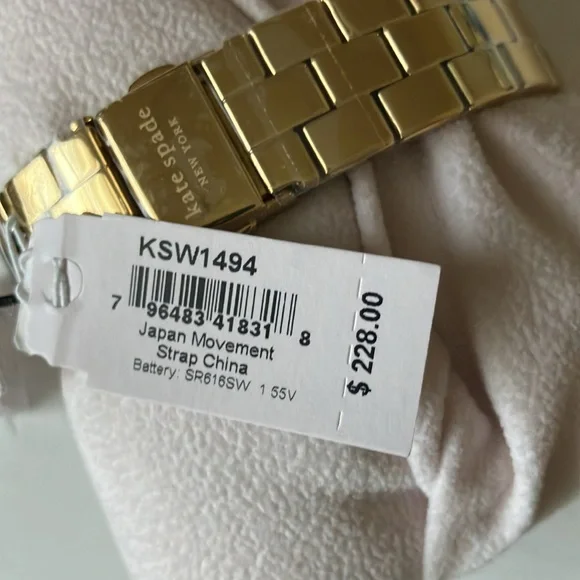 kate spade
NEW YORK
KSW1494
7 96483 41831 8
Japan Movement
Strap China
Battery: SR616SW 1 55V
$ 228.00